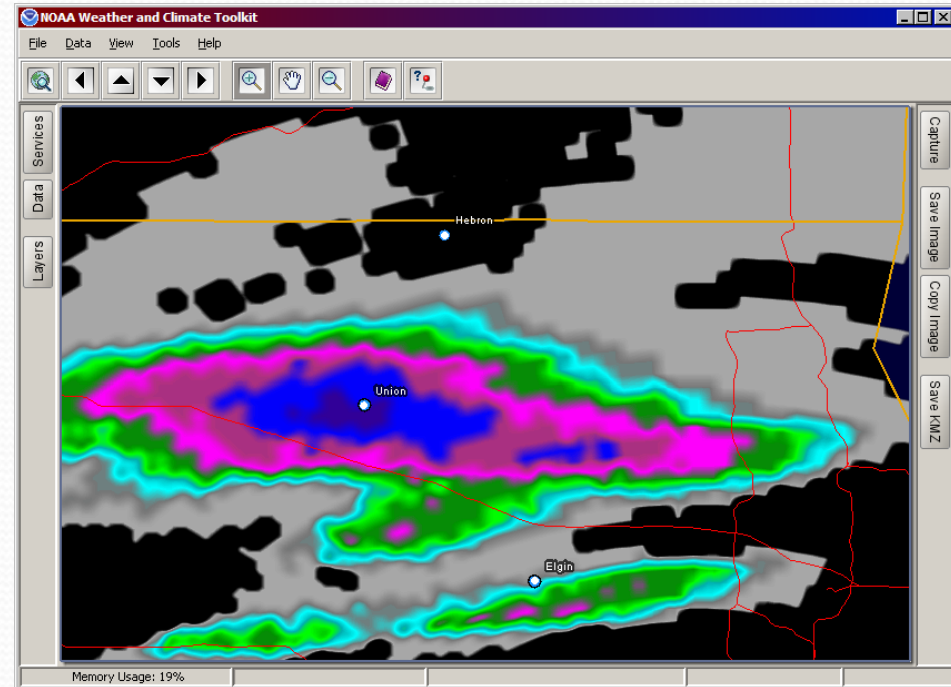 NOAA Weather and Climate Toolkit
File Data View Tools Help
Services
Data
Layers
Hebron
Union
Elgin
Capture
Save Image
Copy Image
Save KMZ
Memory Usage: 19%